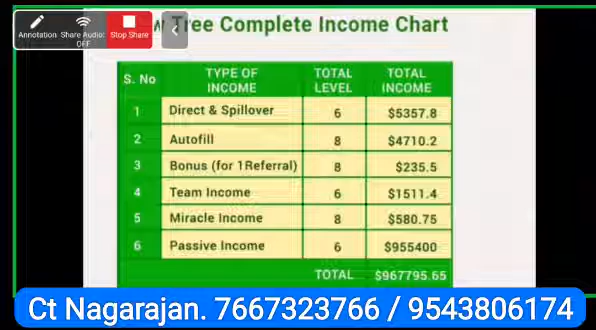 Annotation Share Audio: OFF Stop Share
Tree Complete Income Chart
S. No TYPE OF INCOME TOTAL LEVEL TOTAL INCOME
1 Direct & Spillover 6 $5357.8
2 Autofill 8 $4710.2
3 Bonus (for 1Referral) 8 $235.5
4 Team Income 6 $1511.4
5 Miracle Income 8 $580.75
6 Passive Income 6 $955400
TOTAL $967795.65
Ct Nagarajan. 7667323766 / 9543806174